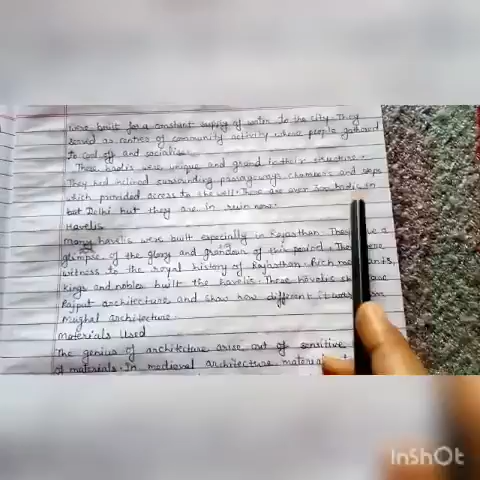 were built for a constant supply of water to the city. They
served as centres of community activity where people gathered
to cool off and socialise.
These baolis were unique and grand in their structure.
They had inclined surrounding passageways chambers and steps
which provided access to the well. There are over baolis in
but Delhi but they are in ruin now.
Havelis
Many havelis were built especially in Rajasthan. They a
glimpse of the glory and grandeur of this period. These
witness to the royal history of Rajasthan. Rich
kings and nobles built the havelis. These havelis
Rajput architecture and show how different it was
Mughal architecture.
Materials Used
The genius of architecture arise out of sensitive
of materials. In medieval architecture
InShOt